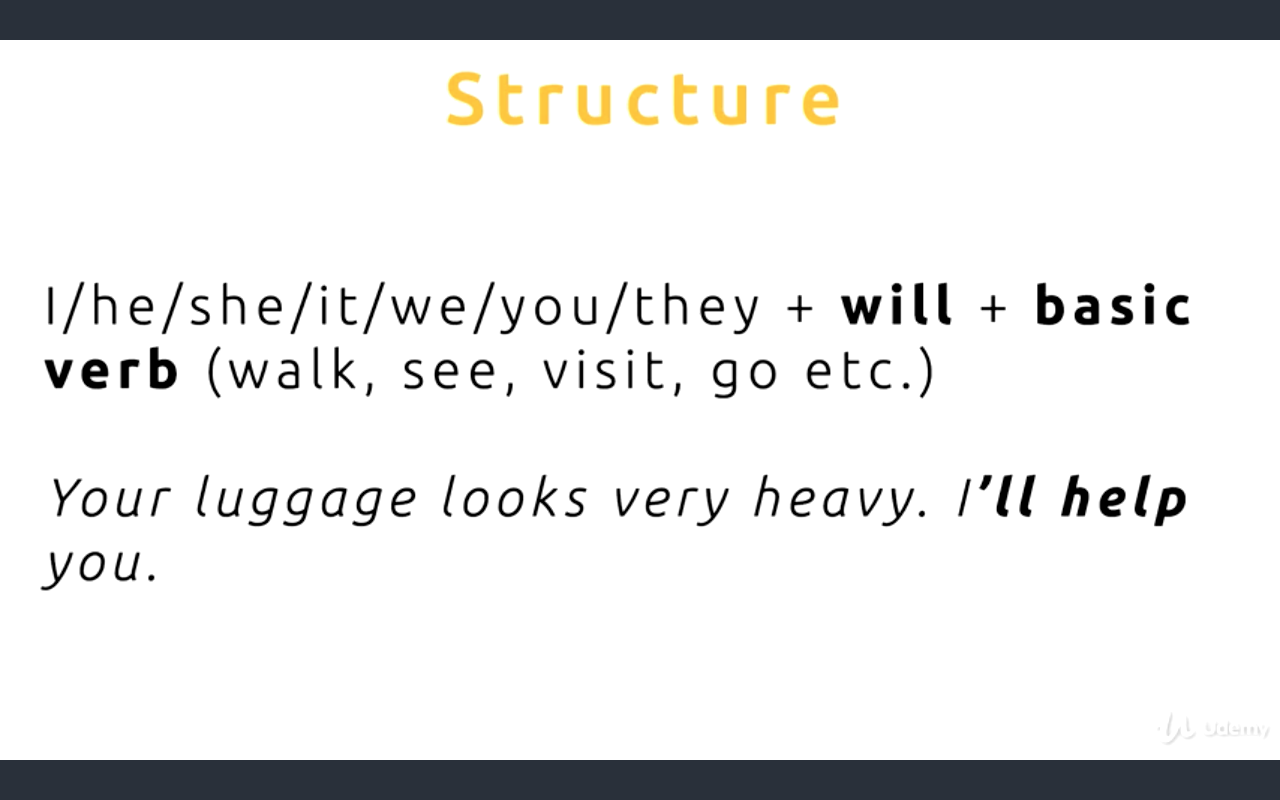 Structure
I/he/she/it/we/you/they + will + basic
verb (walk, see, visit, go etc.)
Your luggage looks very heavy. I’ll help
you.
Udemy